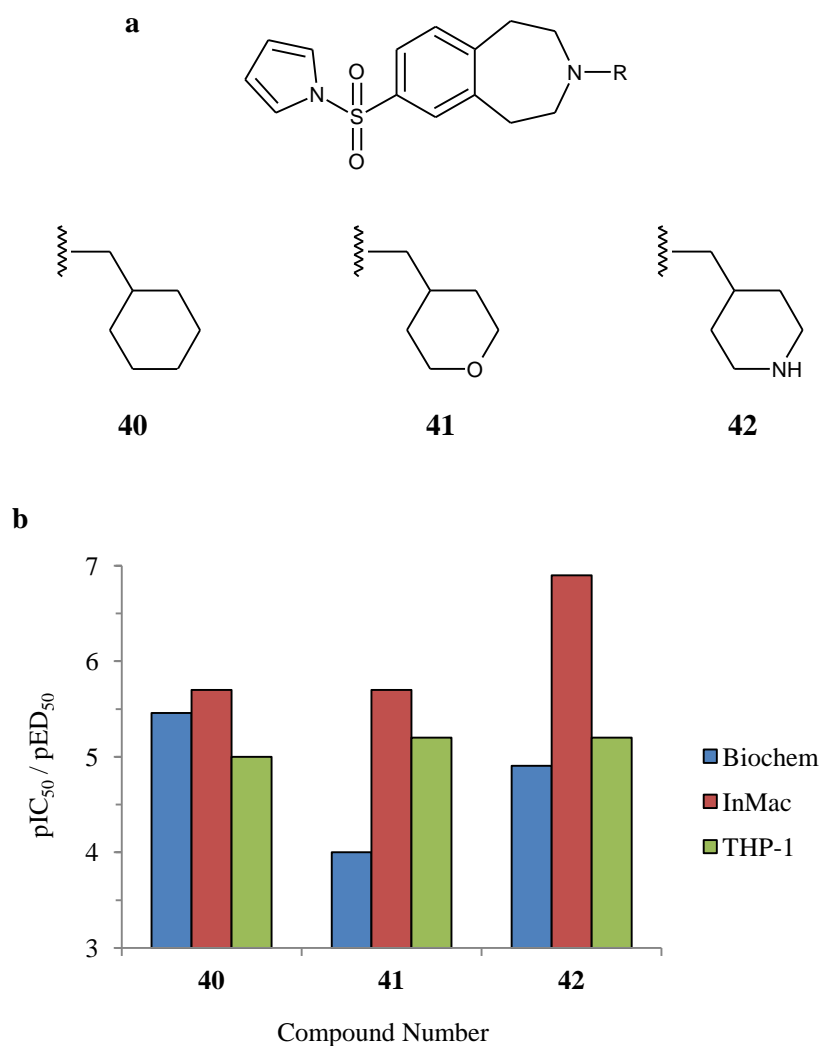 a
O
N
S
N
R
O
O
NH
40
41
42
b
7
6
5
4
3
pIC50 / pED50
Biochem
InMac
THP-1
40
41
42
Compound Number